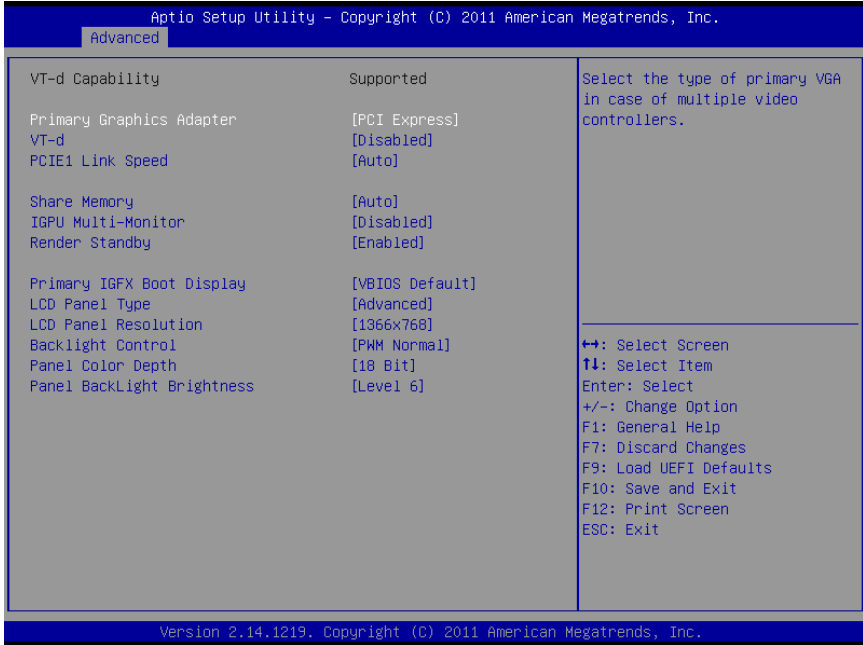 Aptio Setup Utility – Copyright (C) 2011 American Megatrends, Inc.
Advanced
VT-d Capability Supported
Primary Graphics Adapter [PCI Express]
VT-d [Disabled]
PCIE1 Link Speed [Auto]
Share Memory [Auto]
IGPU Multi-Monitor [Disabled]
Render Standby [Enabled]
Primary IGFX Boot Display [VBIOS Default]
LCD Panel Type [Advanced]
LCD Panel Resolution [1366x768]
Backlight Control [PWM Normal]
Panel Color Depth [18 Bit]
Panel BackLight Brightness [Level 6]
Select the type of primary VGA
in case of multiple video
controllers.
↔: Select Screen
↑↓: Select Item
Enter: Select
+/-: Change Option
F1: General Help
F7: Discard Changes
F9: Load UEFI Defaults
F10: Save and Exit
F12: Print Screen
ESC: Exit
Version 2.14.1219. Copyright (C) 2011 American Megatrends, Inc.